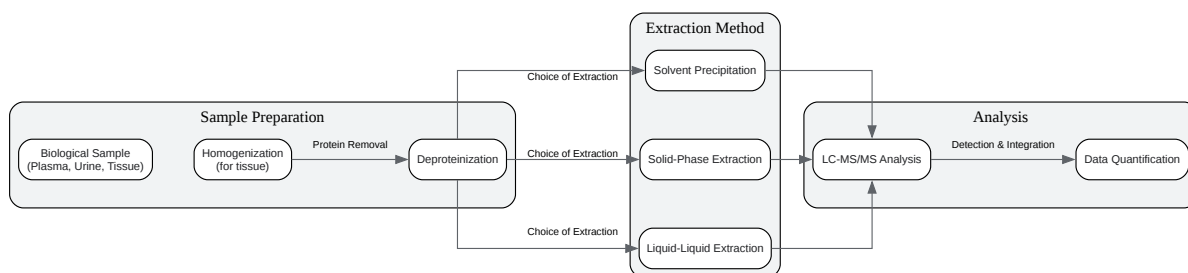 Extraction Method
Solvent Precipitation
Choice of Extraction
Sample Preparation
Analysis
Biological Sample
(Plasma, Urine, Tissue)
Homogenization
(for tissue)
Protein Removal
Deproteinization
Choice of Extraction
Solid-Phase Extraction
LC-MS/MS Analysis
Detection & Integration
Data Quantification
Choice of Extraction
Liquid-Liquid Extraction